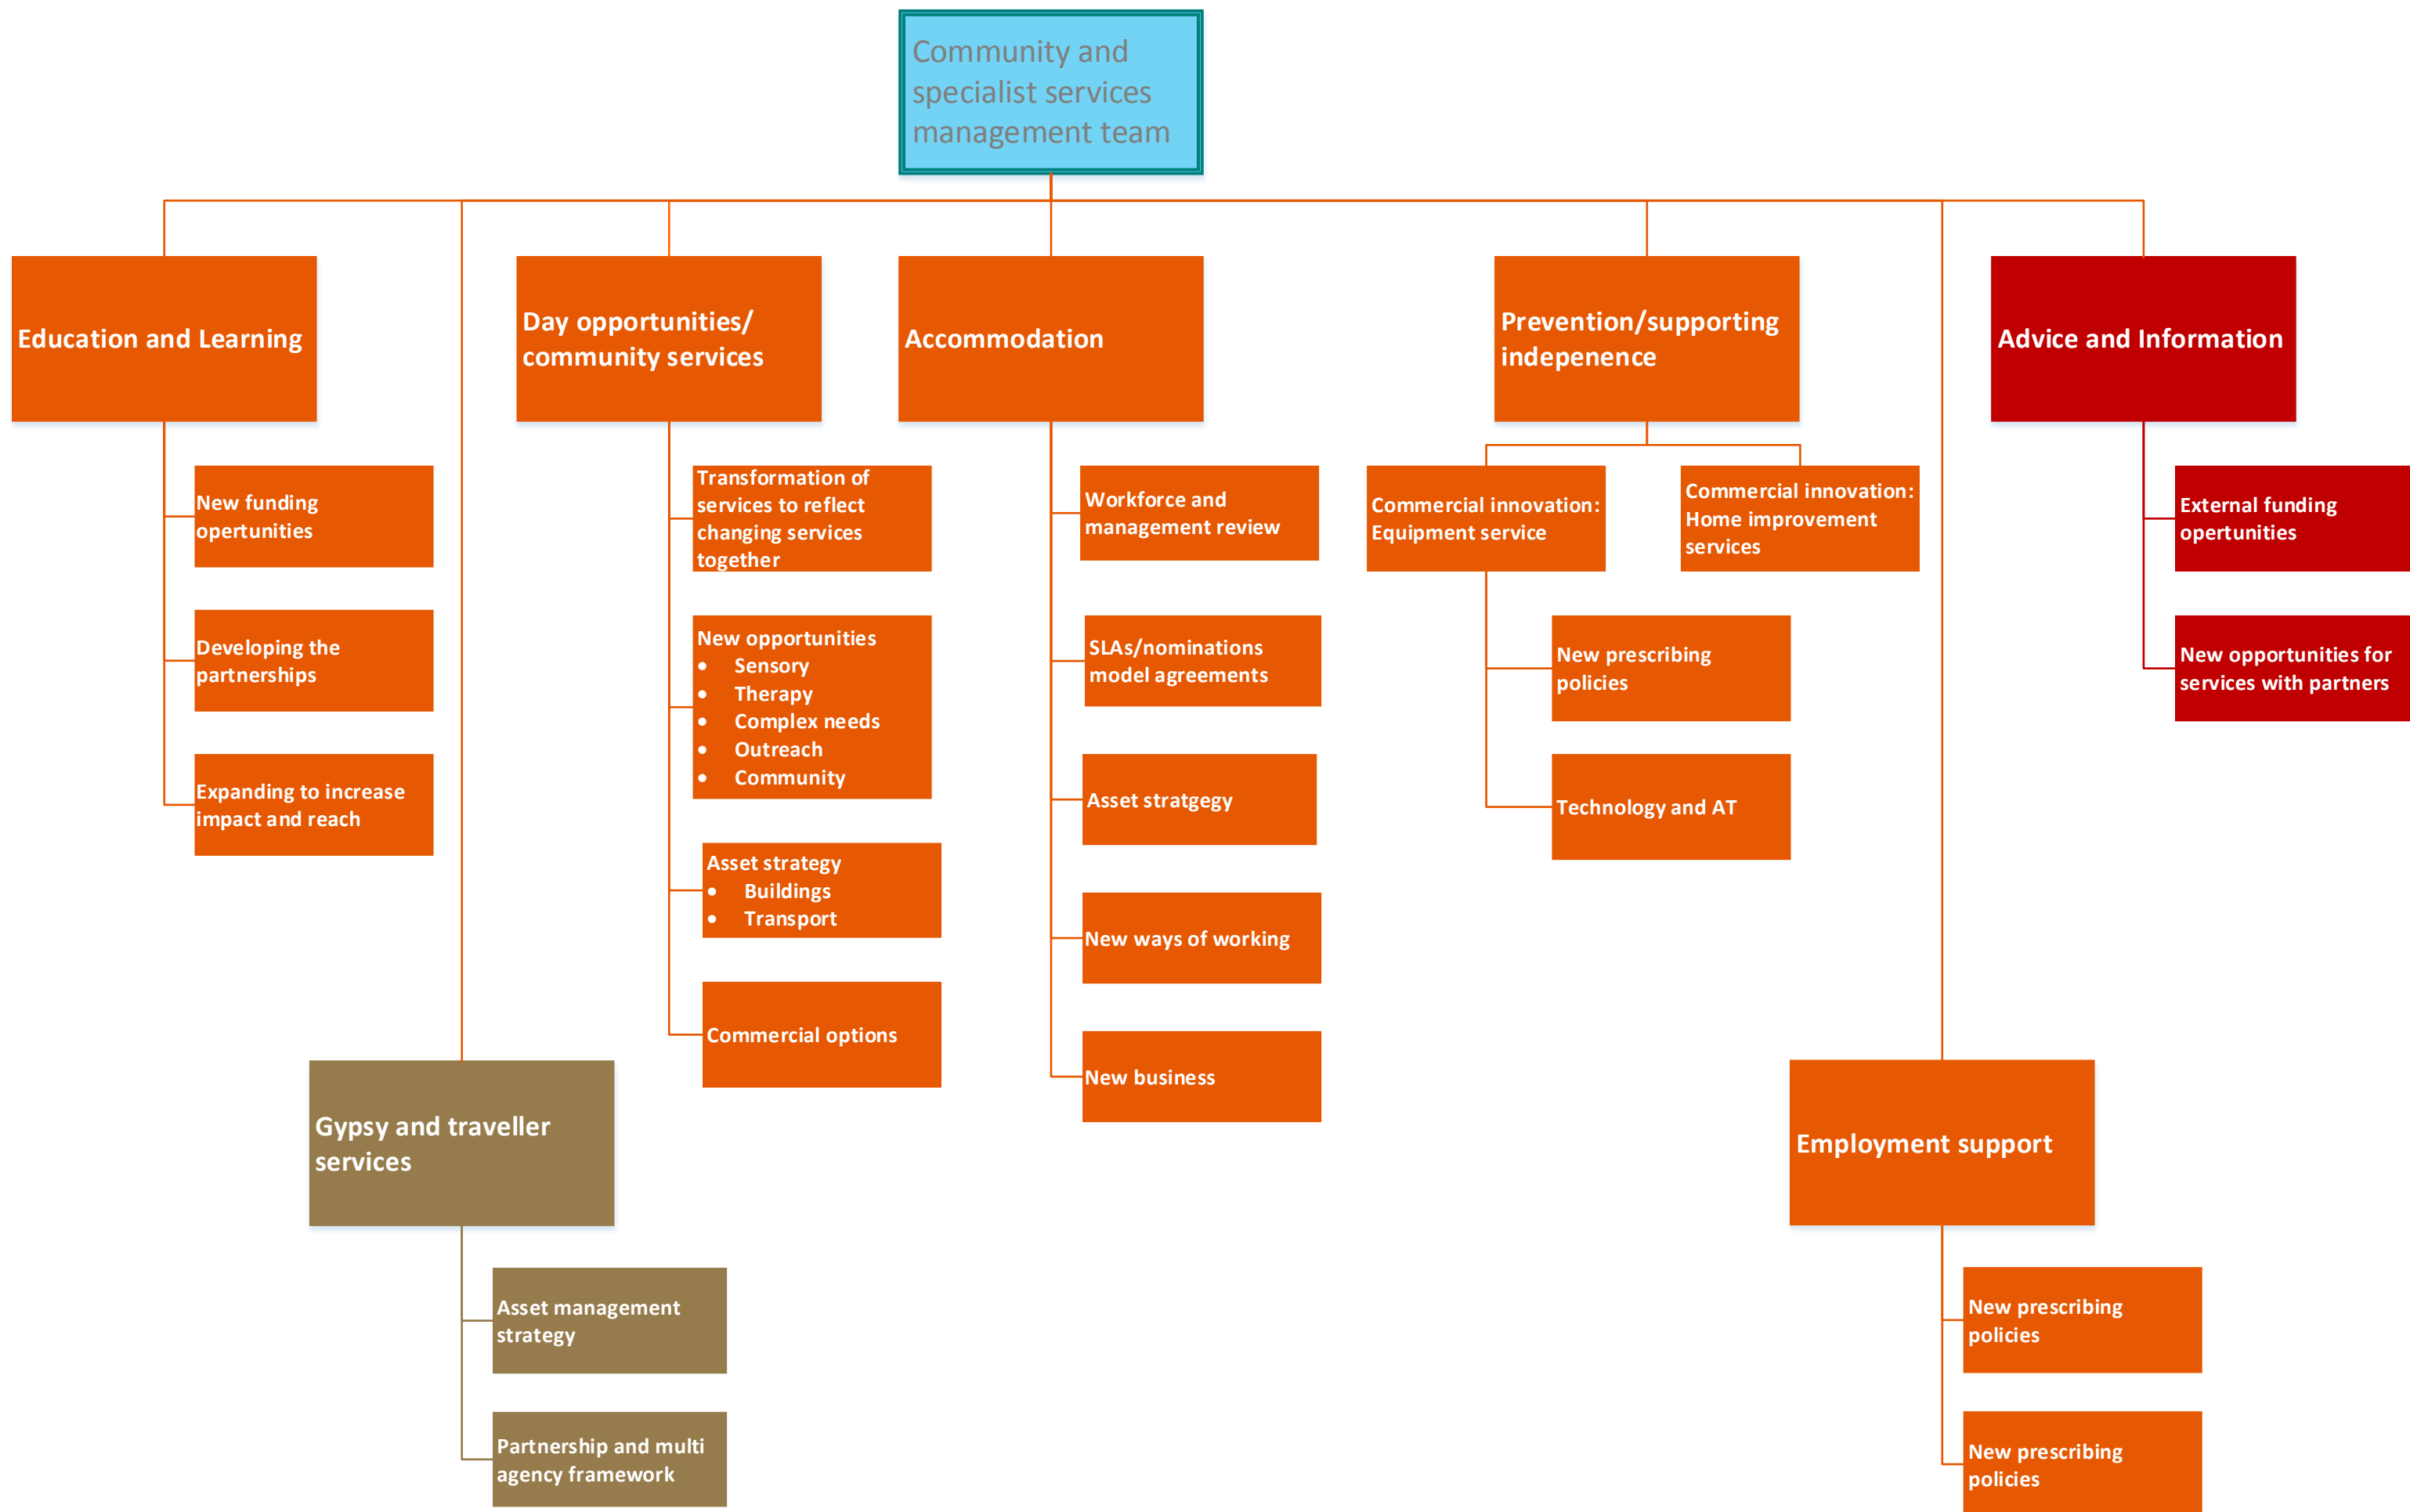 Community and
specialist services
management team
Education and Learning
Day opportunities/
community services
Accommodation
Prevention/supporting
indepenence
Advice and Information
New funding
opertunities
Developing the
partnerships
Expanding to increase
impact and reach
Transformation of
services to reflect
changing services
together
New opportunities
• Sensory
• Therapy
• Complex needs
• Outreach
• Community
Asset strategy
• Buildings
• Transport
Commercial options
Workforce and
management review
SLAs/nominations
model agreements
Asset stratgegy
New ways of working
New business
Commercial innovation:
Equipment service
Commercial innovation:
Home improvement
services
New prescribing
policies
Technology and AT
External funding
opertunities
New opportunities for
services with partners
Gypsy and traveller
services
Asset management
strategy
Partnership and multi
agency framework
Employment support
New prescribing
policies
New prescribing
policies